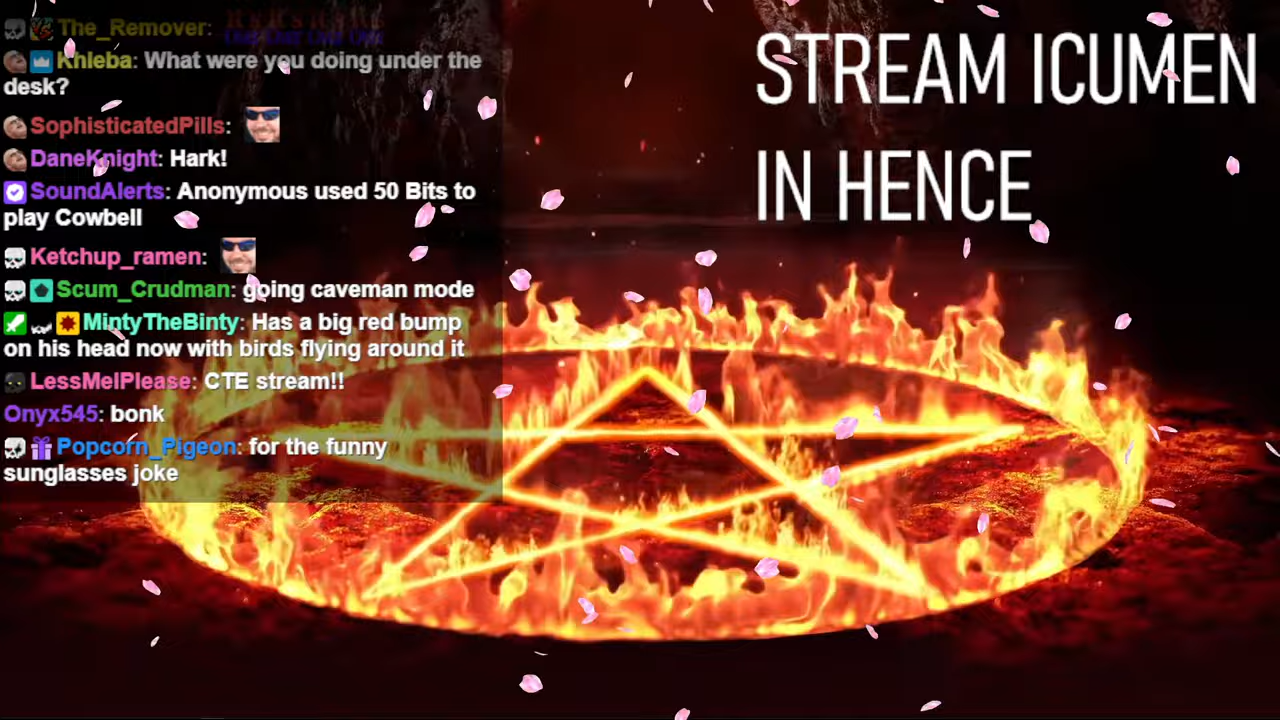 The_Remover:
Khleba: What were you doing under the
desk?
SophisticatedPills:
DaneKnight: Hark!
SoundAlerts: Anonymous used 50 Bits to
play Cowbell
Ketchup_ramen:
Scum_Crudman: going caveman mode
MintyTheBinty: Has a big red bump
on his head now with birds flying around it
LessMelPlease: CTE stream!!
Onyx545: bonk
Popcorn_Pigeon: for the funny
sunglasses joke
STREAM ICUMEN
IN HENCE